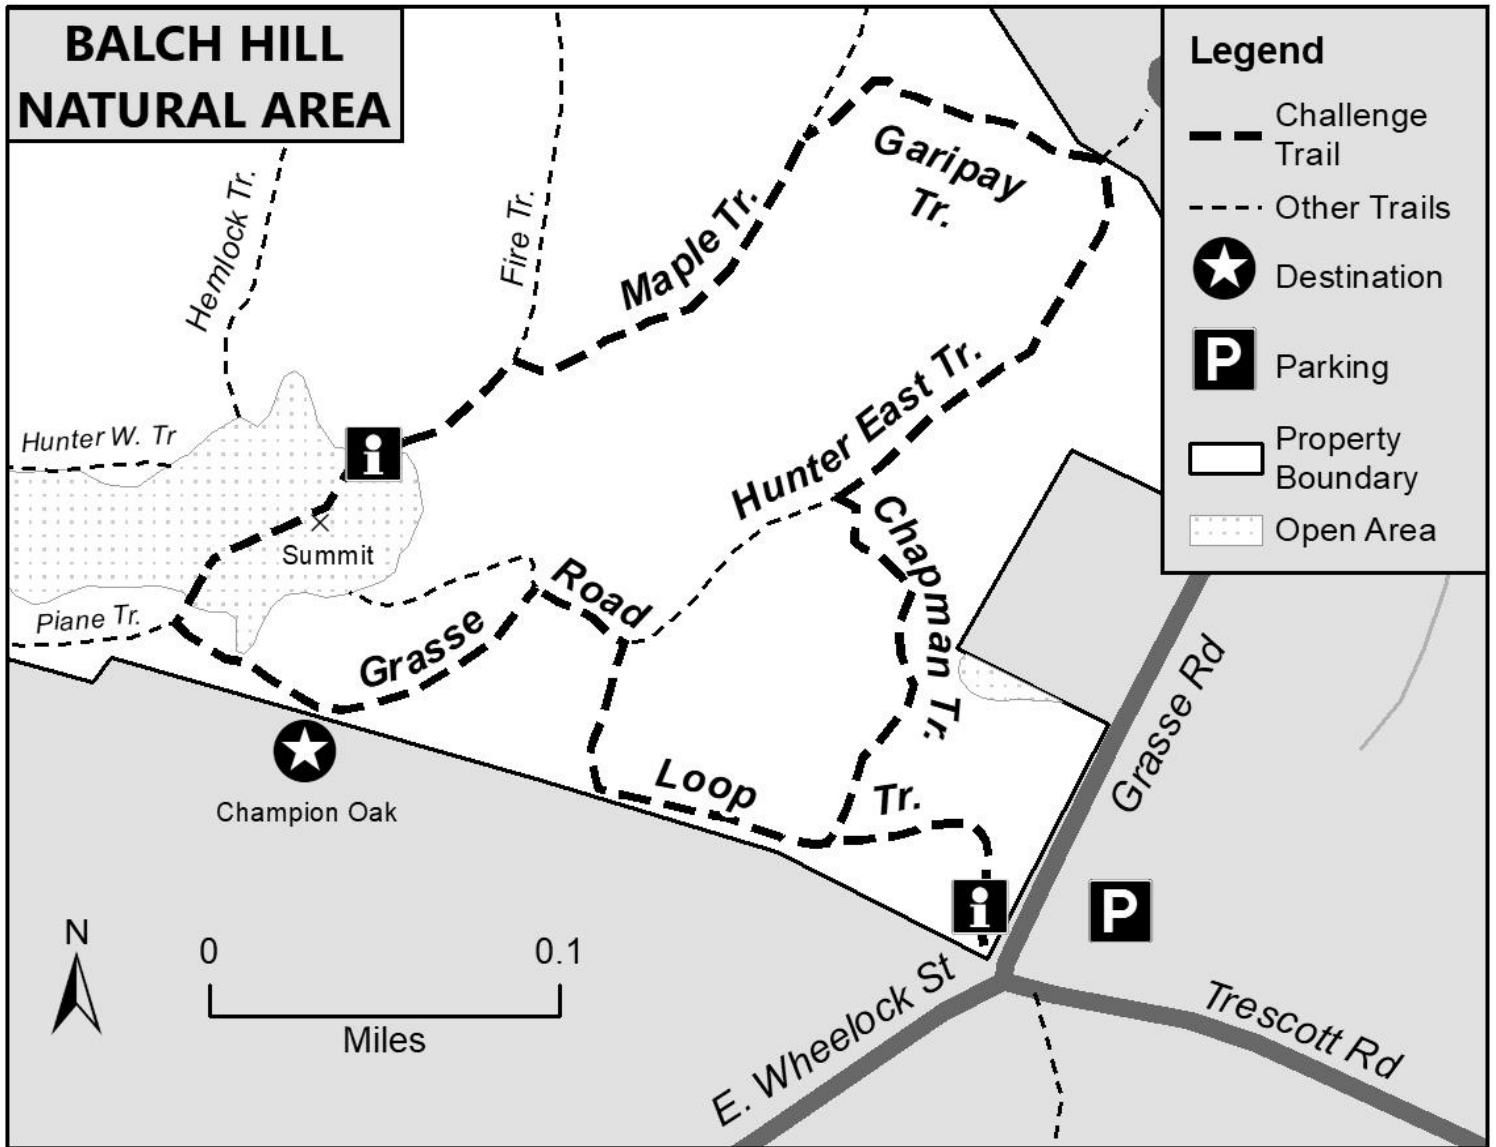 BALCH HILL
NATURAL AREA
Legend
Challenge
Trail
Other Trails
Destination
P
Parking
Property
Boundary
Open Area
Hemlock Tr.
Fire Tr.
Maple Tr.
Garipay
Tr.
Hunter W. Tr
i
Summit
Piane Tr.
Hunter East Tr.
Chapman Tr.
Grasse
Road
Loop
Tr.
Champion Oak
Grasse Rd
i
P
N
0
0.1
Miles
E. Wheelock St
Trescott Rd